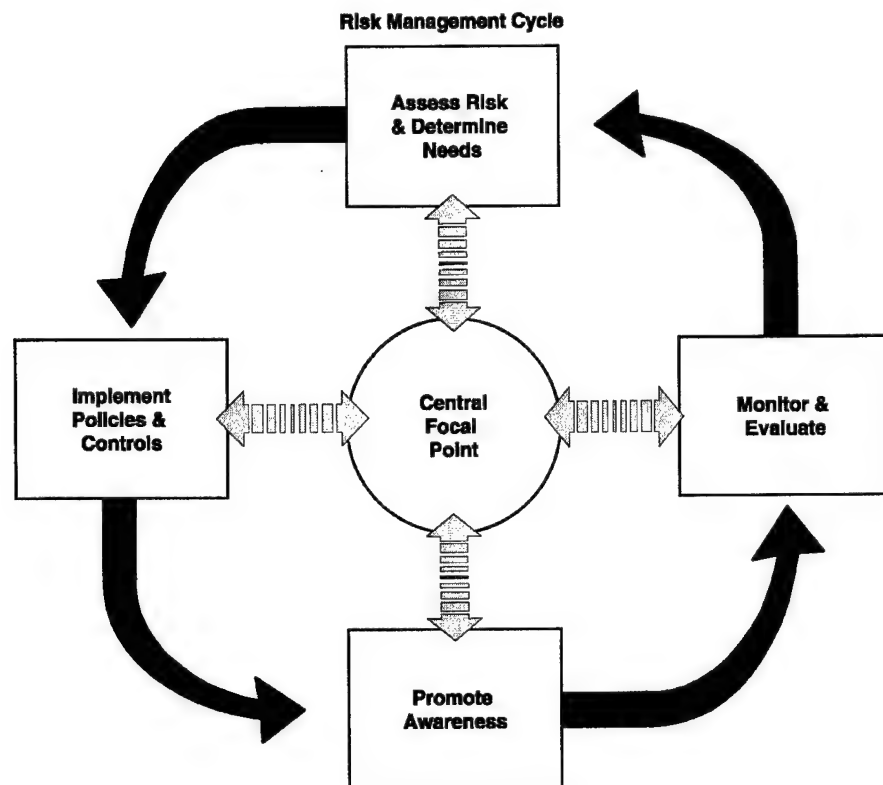 Risk Management Cycle
Assess Risk
& Determine
Needs
Implement
Policies &
Controls
Central
Focal
Point
Monitor &
Evaluate
Promote
Awareness